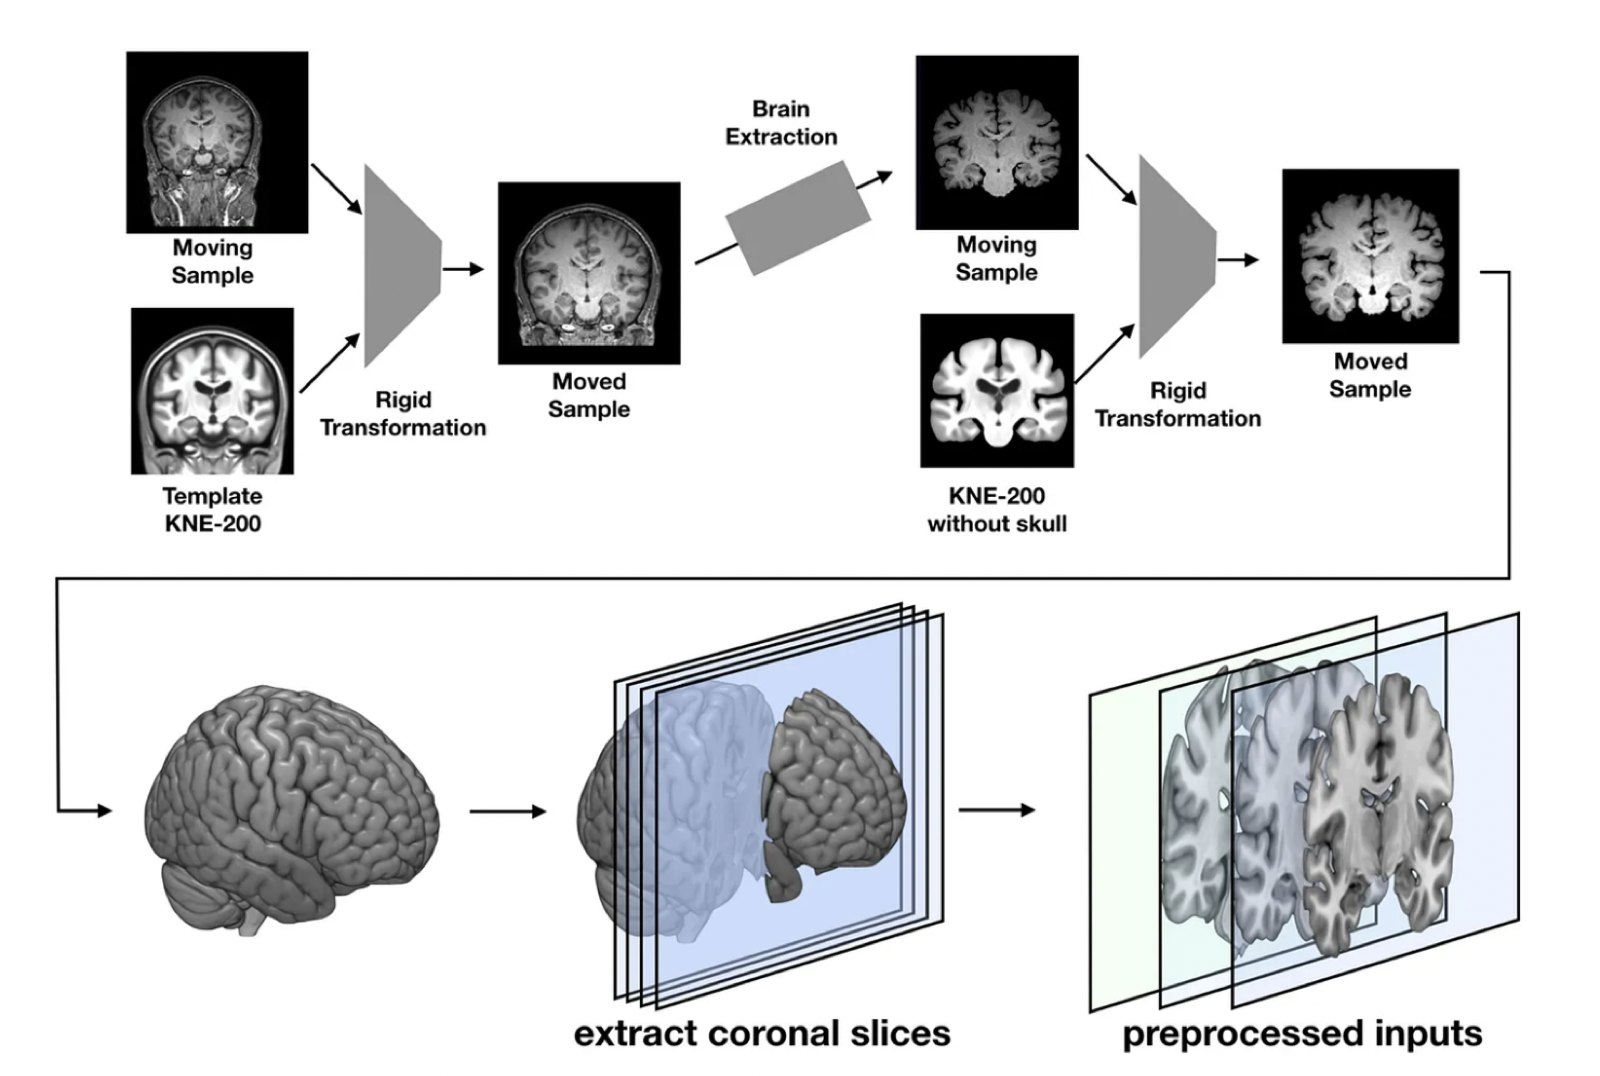 Moving
Sample
Template
KNE-200
Rigid
Transformation
Moved
Sample
Brain
Extraction
Moving
Sample
KNE-200
without skull
Rigid
Transformation
Moved
Sample
extract coronal slices
preprocessed inputs